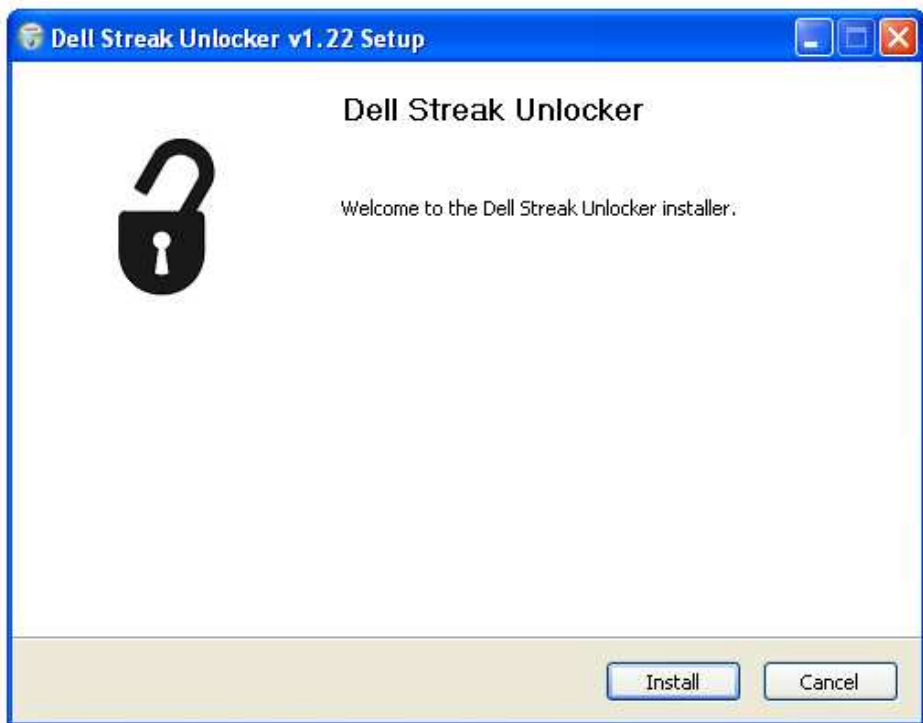 Dell Streak Unlocker v1.22 Setup
Dell Streak Unlocker
Welcome to the Dell Streak Unlocker installer.
Install
Cancel